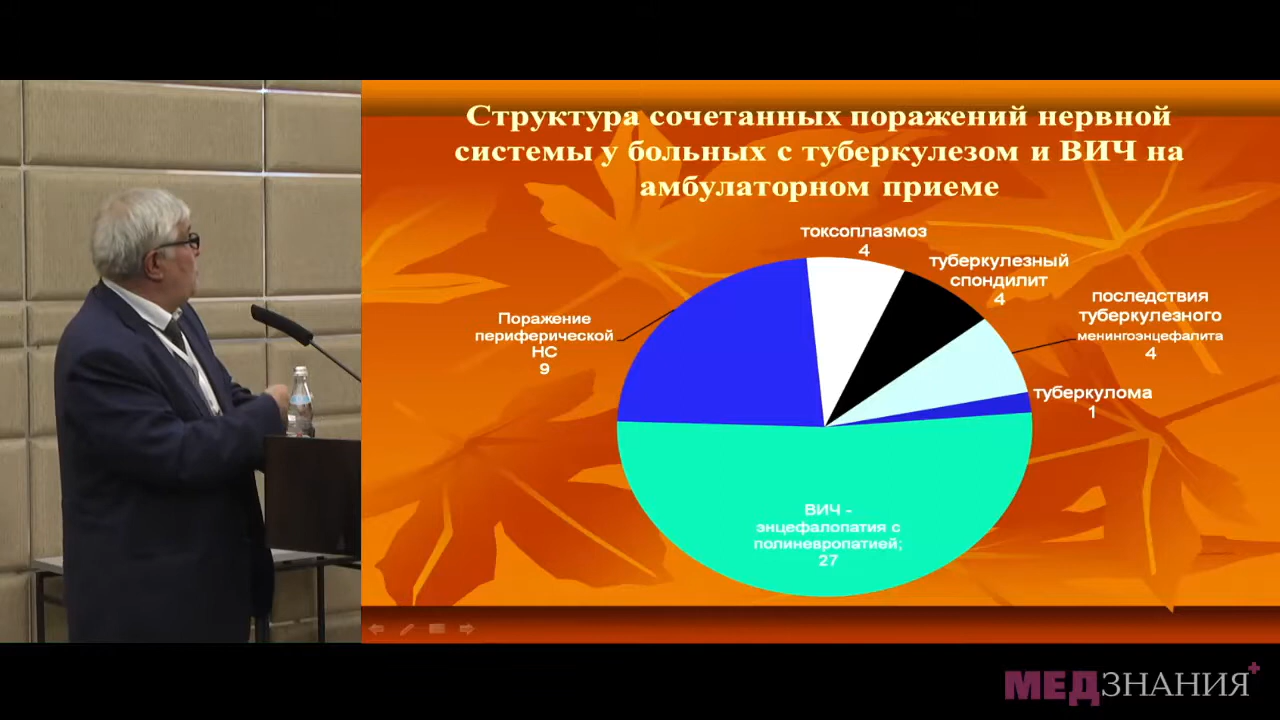 Структура сочетанных поражений нервной
системы у больных с туберкулезом и ВИЧ на
амбулаторном приеме
токсоплазмоз
4
туберкулезный
спондилит
4
последствия
туберкулезного
менингоэнцефалита
4
туберкулома
1
Поражение
периферической
НС
9
ВИЧ -
энцефалопатия с
полиневропатией;
27
МЕДЗНАНИЯ+